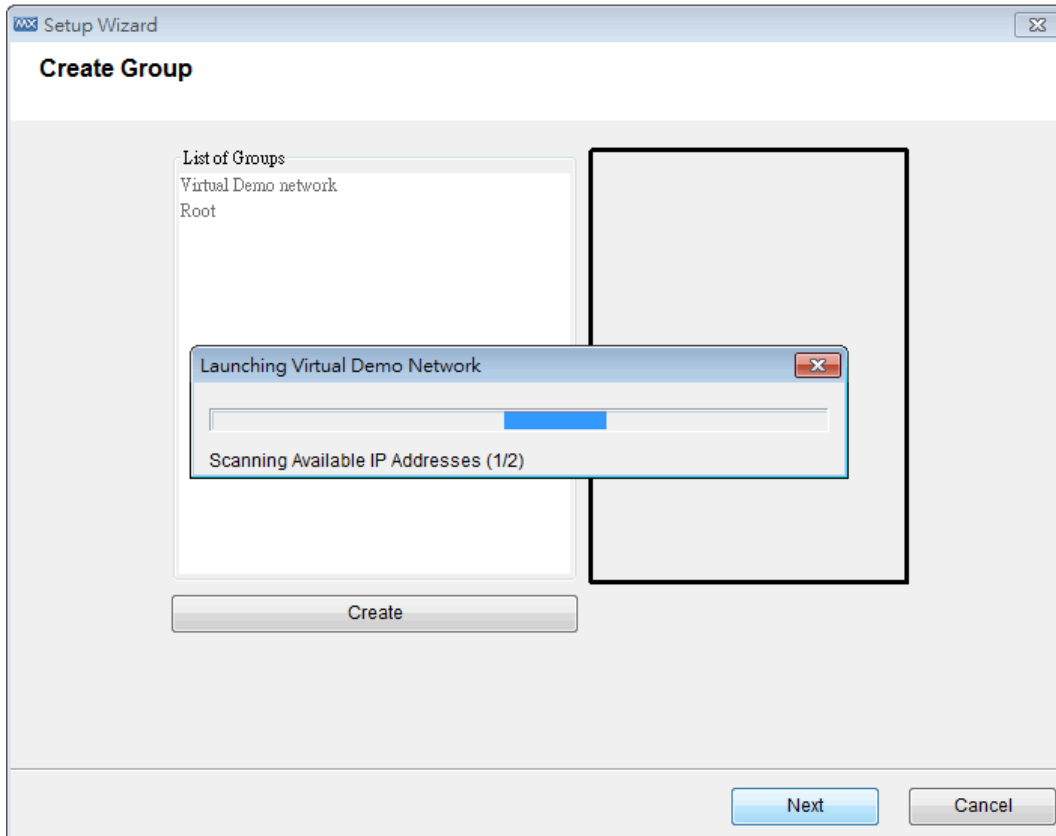 MX Setup Wizard
Create Group
List of Groups
Virtual Demo network
Root
Launching Virtual Demo Network
Scanning Available IP Addresses (1/2)
Create
Next Cancel